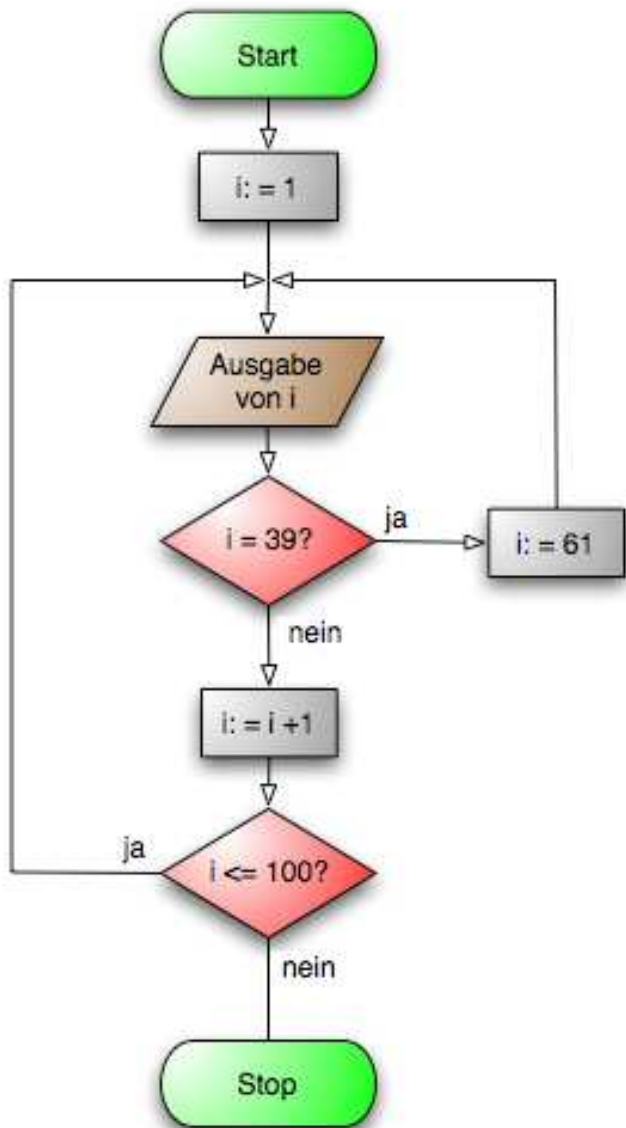 Start
i: = 1
Ausgabe
von i
i = 39?
ja
i: = 61
nein
i: = i +1
i <= 100?
ja
nein
Stop